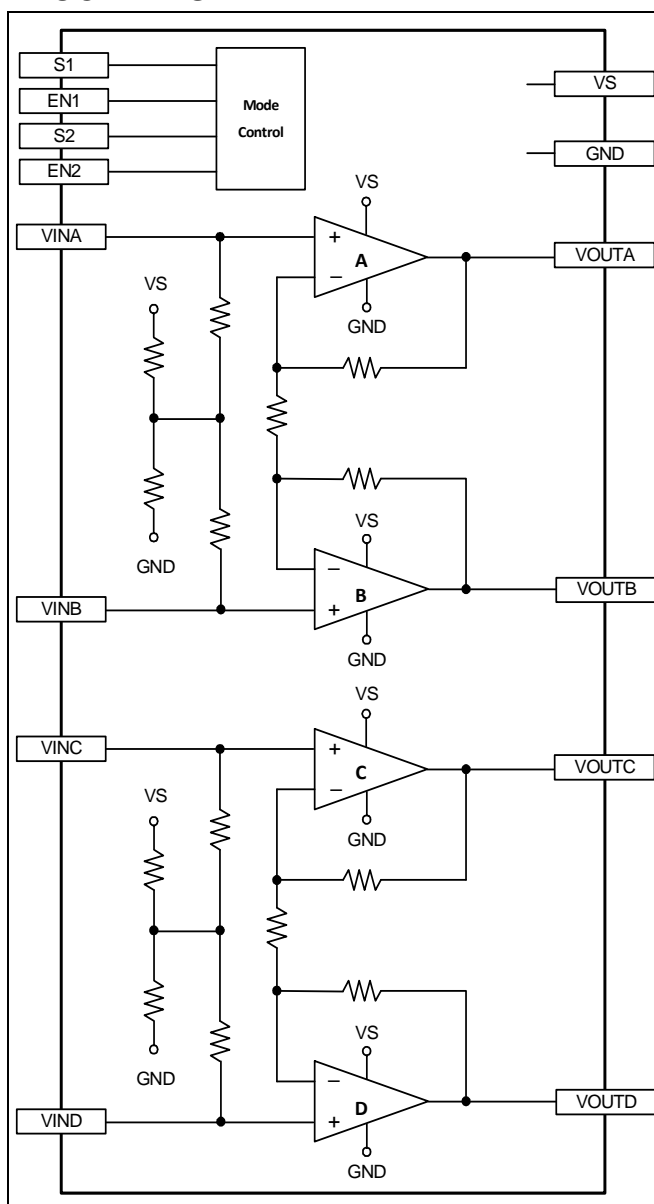 S1
EN1
S2
EN2
Mode
Control
VS
GND
VINA
VS
+
A
−
GND
VOUTA
VS
GND
VS
−
B
+
GND
VINB
VOUTB
VS
VINC
+
C
−
GND
VOUTC
VS
GND
VS
−
D
+
GND
VIND
VOUTD